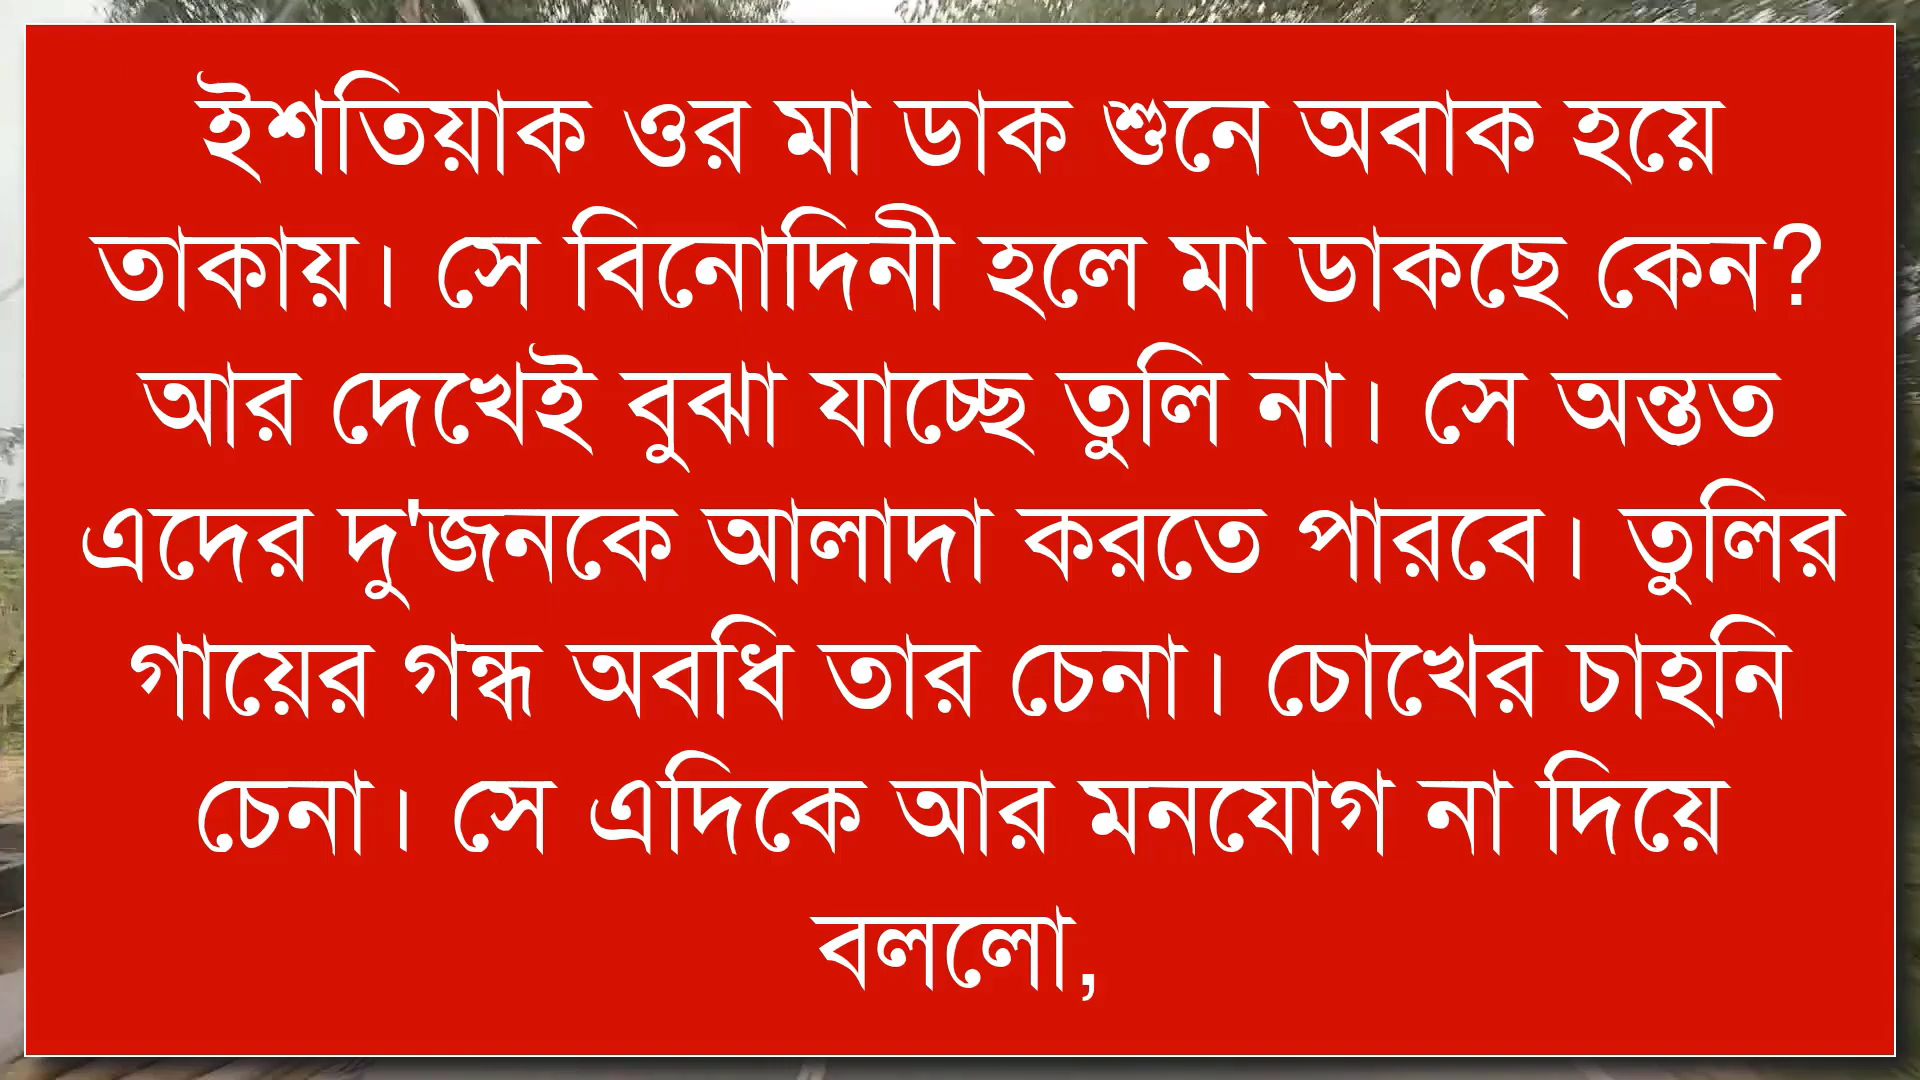 ইশতিয়াক ওর মা ডাক শুনে অবাক হয়ে
তাকায়। সে বিনোদিনী হলে মা ডাকছে কেন?
আর দেখেই বুঝা যাচ্ছে তুলি না। সে অন্তত
এদের দু'জনকে আলাদা করতে পারবে। তুলির
গায়ের গন্ধ অবধি তার চেনা। চোখের চাহনি
চেনা। সে এদিকে আর মনযোগ না দিয়ে
বললো,